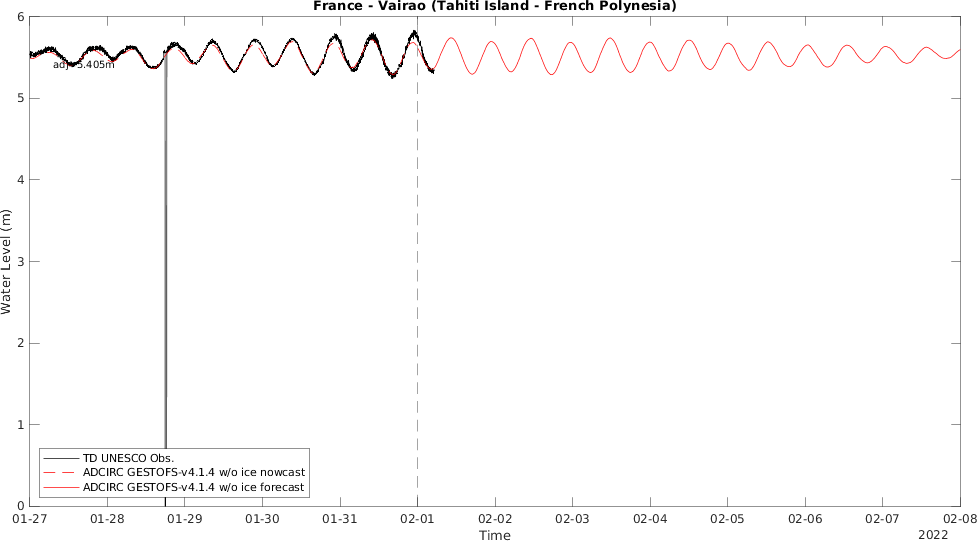 France - Vairao (Tahiti Island - French Polynesia)
6
5
4
3
2
1
0
Water Level (m)
TD UNESCO Obs.
ADCIRC GESTOFS-v4.1.4 w/o ice nowcast
ADCIRC GESTOFS-v4.1.4 w/o ice forecast
01-27 01-28 01-29 01-30 01-31 02-01 02-02 02-03 02-04 02-05 02-06 02-07 02-08
Time
2022